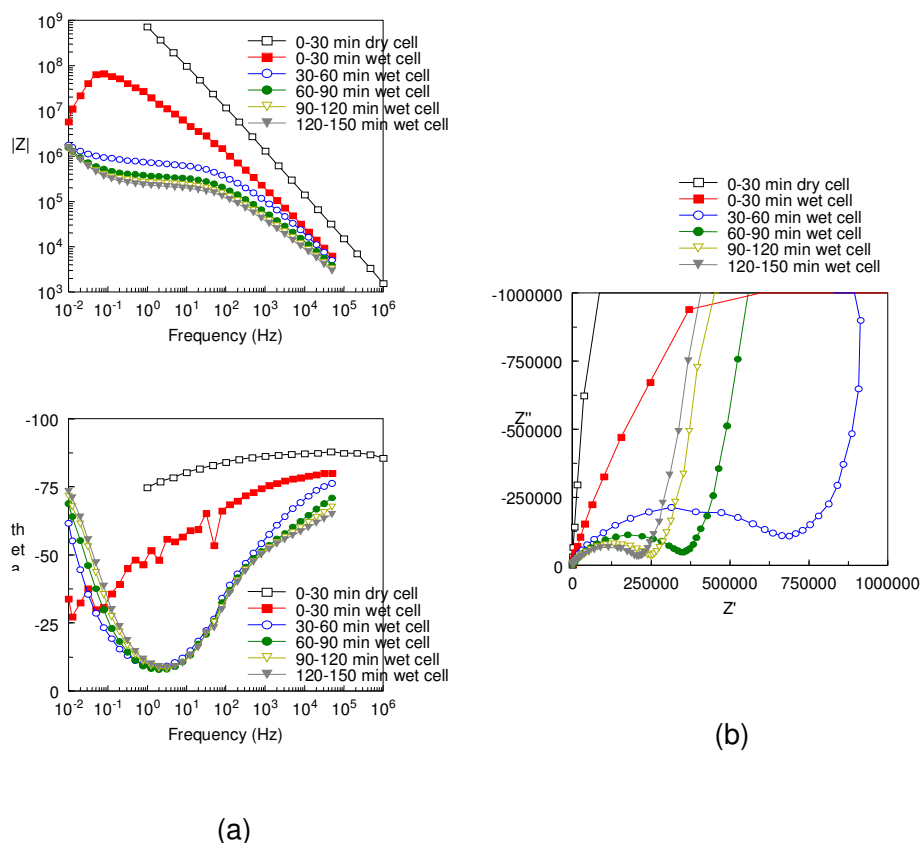 10^9
10^8
10^7
10^6
10^5
10^4
10^3
|Z|
0-30 min dry cell
0-30 min wet cell
30-60 min wet cell
60-90 min wet cell
90-120 min wet cell
120-150 min wet cell
10^-2 10^-1 10^0 10^1 10^2 10^3 10^4 10^5 10^6
Frequency (Hz)
-100
-75
-50
-25
0
th
et
a
0-30 min dry cell
0-30 min wet cell
30-60 min wet cell
60-90 min wet cell
90-120 min wet cell
120-150 min wet cell
10^-2 10^-1 10^0 10^1 10^2 10^3 10^4 10^5 10^6
Frequency (Hz)
(a)
0-30 min dry cell
0-30 min wet cell
30-60 min wet cell
60-90 min wet cell
90-120 min wet cell
120-150 min wet cell
-1000000
-750000
-500000
-250000
0
Z''
0 250000 500000 750000 1000000
Z'
(b)